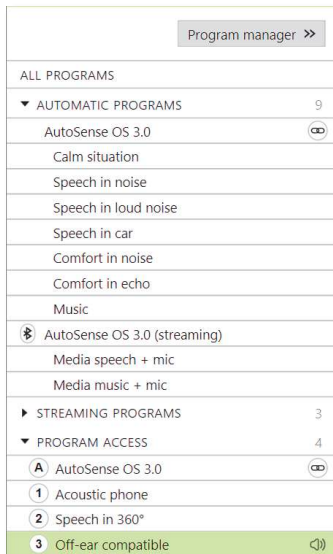 Program manager >>
ALL PROGRAMS
▼ AUTOMATIC PROGRAMS 9
AutoSense OS 3.0
Calm situation
Speech in noise
Speech in loud noise
Speech in car
Comfort in noise
Comfort in echo
Music
AutoSense OS 3.0 (streaming)
Media speech + mic
Media music + mic
▶ STREAMING PROGRAMS 3
▼ PROGRAM ACCESS 4
A AutoSense OS 3.0
1 Acoustic phone
2 Speech in 360°
3 Off-ear compatible